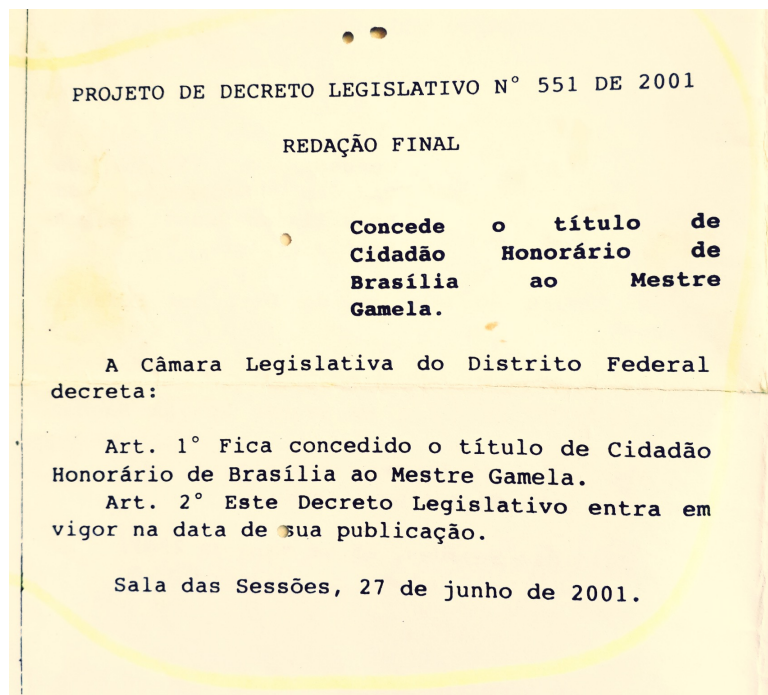 PROJETO DE DECRETO LEGISLATIVO N° 551 DE 2001
REDAÇÃO FINAL
Concede o título de
Cidadão Honorário de
Brasília ao Mestre
Gamela.
A Câmara Legislativa do Distrito Federal
decreta:
Art. 1° Fica concedido o título de Cidadão
Honorário de Brasília ao Mestre Gamela.
Art. 2° Este Decreto Legislativo entra em
vigor na data de sua publicação.
Sala das Sessões, 27 de junho de 2001.